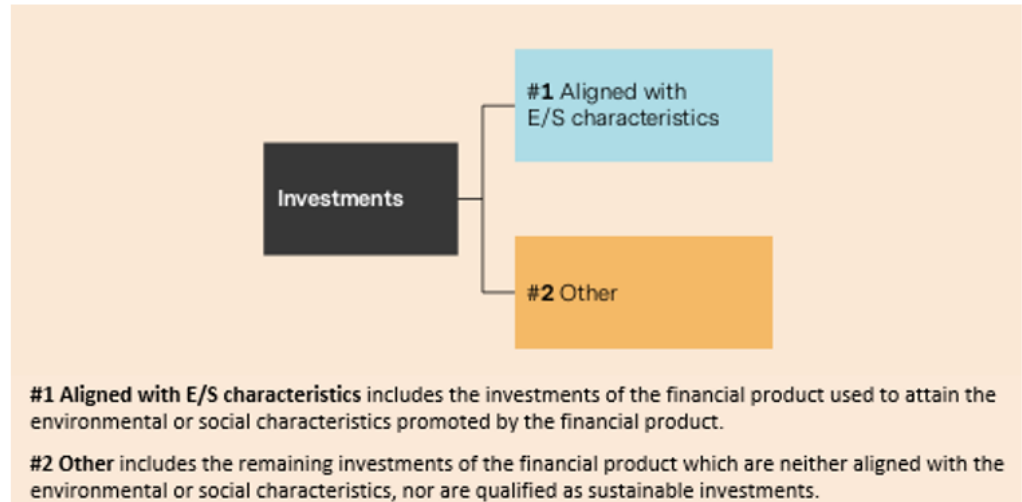 #1 Aligned with
E/S characteristics
Investments
#2 Other
#1 Aligned with E/S characteristics includes the investments of the financial product used to attain the
environmental or social characteristics promoted by the financial product.
#2 Other includes the remaining investments of the financial product which are neither aligned with the
environmental or social characteristics, nor are qualified as sustainable investments.